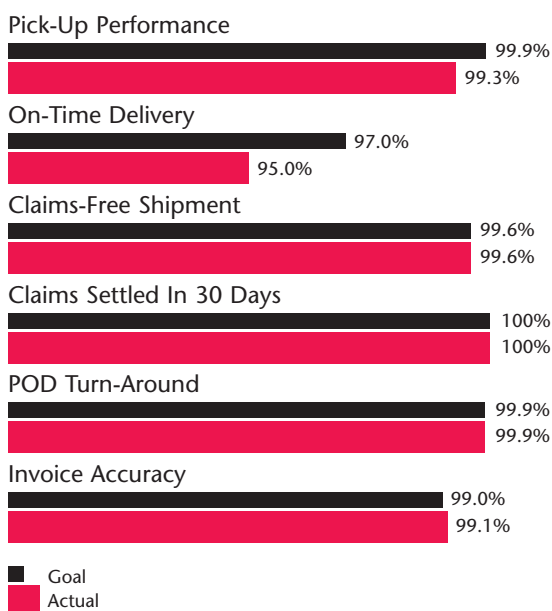 Pick-Up Performance
99.9%
99.3%
On-Time Delivery
97.0%
95.0%
Claims-Free Shipment
99.6%
99.6%
Claims Settled In 30 Days
100%
100%
POD Turn-Around
99.9%
99.9%
Invoice Accuracy
99.0%
99.1%
Goal
Actual